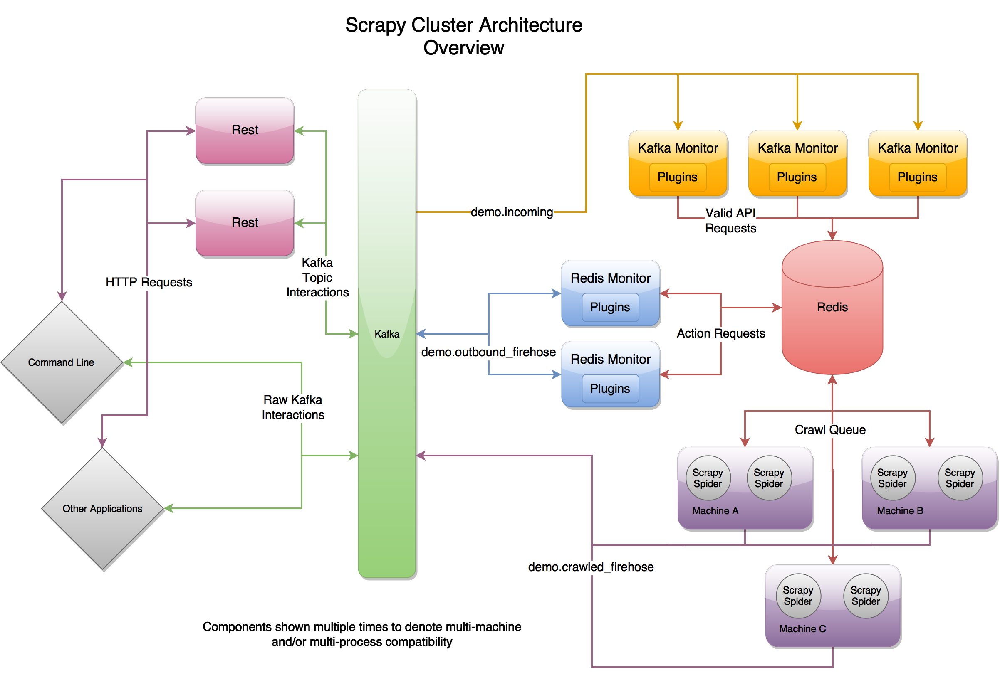 Scrapy Cluster Architecture
Overview
Rest
Rest
HTTP Requests
Kafka
Topic
Interactions
Command Line
Raw Kafka
Interactions
Other Applications
Kafka
demo.incoming
Kafka Monitor
Plugins
Kafka Monitor
Plugins
Kafka Monitor
Plugins
Valid API
Requests
Redis Monitor
Plugins
demo.outbound_firehose
Redis Monitor
Plugins
Action Requests
Redis
Crawl Queue
Scrapy
Spider
Scrapy
Spider
Machine A
Scrapy
Spider
Scrapy
Spider
Machine B
demo.crawled_firehose
Scrapy
Spider
Scrapy
Spider
Machine C
Components shown multiple times to denote multi-machine
and/or multi-process compatibility